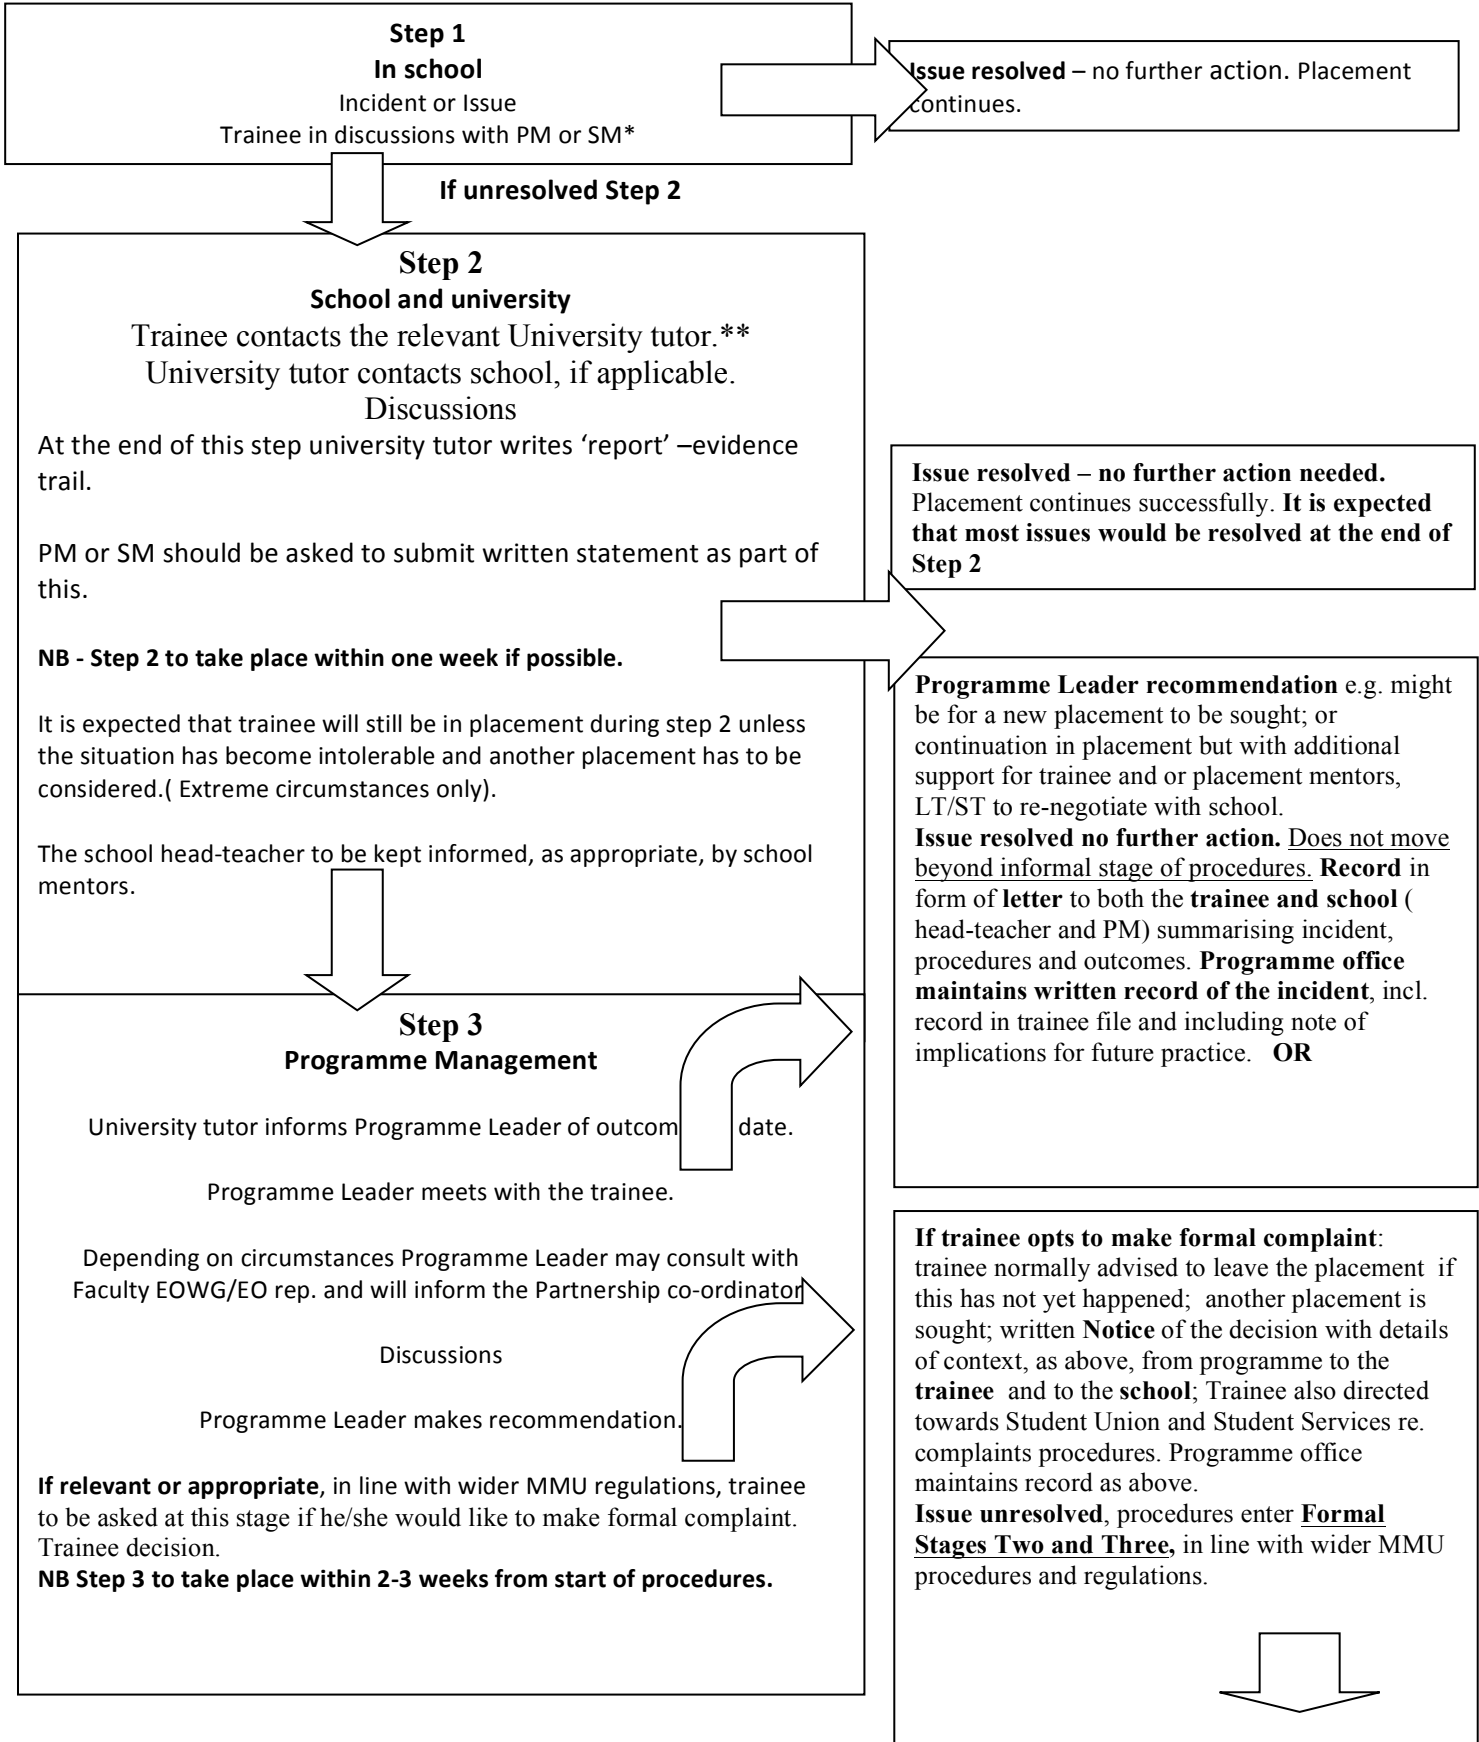 Step 1
In school
Incident or Issue
Trainee in discussions with PM or SM*
Issue resolved – no further action. Placement
continues.
If unresolved Step 2
Step 2
School and university
Trainee contacts the relevant University tutor.**
University tutor contacts school, if applicable.
Discussions
At the end of this step university tutor writes ‘report’ –evidence
trail.
PM or SM should be asked to submit written statement as part of
this.
NB - Step 2 to take place within one week if possible.
It is expected that trainee will still be in placement during step 2 unless
the situation has become intolerable and another placement has to be
considered.( Extreme circumstances only).
The school head-teacher to be kept informed, as appropriate, by school
mentors.
Issue resolved – no further action needed.
Placement continues successfully. It is expected
that most issues would be resolved at the end of
Step 2
Programme Leader recommendation e.g. might
be for a new placement to be sought; or
continuation in placement but with additional
support for trainee and or placement mentors,
LT/ST to re-negotiate with school.
Issue resolved no further action. Does not move
beyond informal stage of procedures. Record in
form of letter to both the trainee and school (
head-teacher and PM) summarising incident,
procedures and outcomes. Programme office
maintains written record of the incident, incl.
record in trainee file and including note of
implications for future practice. OR
Step 3
Programme Management
University tutor informs Programme Leader of outcom date.
Programme Leader meets with the trainee.
Depending on circumstances Programme Leader may consult with
Faculty EOWG/EO rep. and will inform the Partnership co-ordinator
Discussions
Programme Leader makes recommendation.
If relevant or appropriate, in line with wider MMU regulations, trainee
to be asked at this stage if he/she would like to make formal complaint.
Trainee decision.
NB Step 3 to take place within 2-3 weeks from start of procedures.
If trainee opts to make formal complaint:
trainee normally advised to leave the placement if
this has not yet happened; another placement is
sought; written Notice of the decision with details
of context, as above, from programme to the
trainee and to the school; Trainee also directed
towards Student Union and Student Services re.
complaints procedures. Programme office
maintains record as above.
Issue unresolved, procedures enter Formal
Stages Two and Three, in line with wider MMU
procedures and regulations.